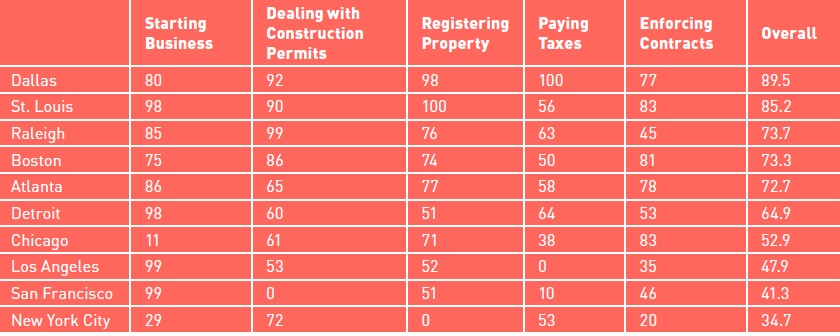 Starting Business Dealing with Construction Permits Registering Property Paying Taxes Enforcing Contracts Overall
Dallas 80 92 98 100 77 89.5
St. Louis 98 90 100 56 83 85.2
Raleigh 85 99 76 63 45 73.7
Boston 75 86 74 50 81 73.3
Atlanta 86 65 77 58 78 72.7
Detroit 98 60 51 64 53 64.9
Chicago 11 61 71 38 83 52.9
Los Angeles 99 53 52 0 35 47.9
San Francisco 99 0 51 10 46 41.3
New York City 29 72 0 53 20 34.7